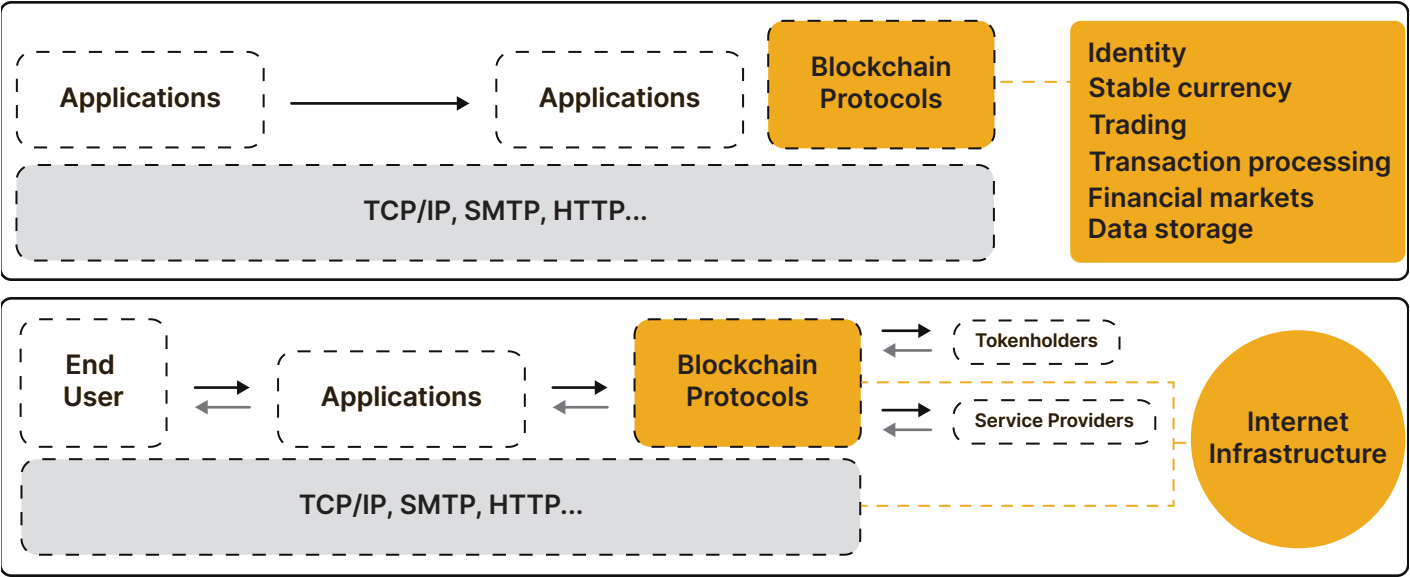 Applications
Applications
Blockchain
Protocols
Identity
Stable currency
Trading
Transaction processing
Financial markets
Data storage
TCP/IP, SMTP, HTTP...
End
User
Applications
Blockchain
Protocols
Tokenholders
Service Providers
Internet
Infrastructure
TCP/IP, SMTP, HTTP...